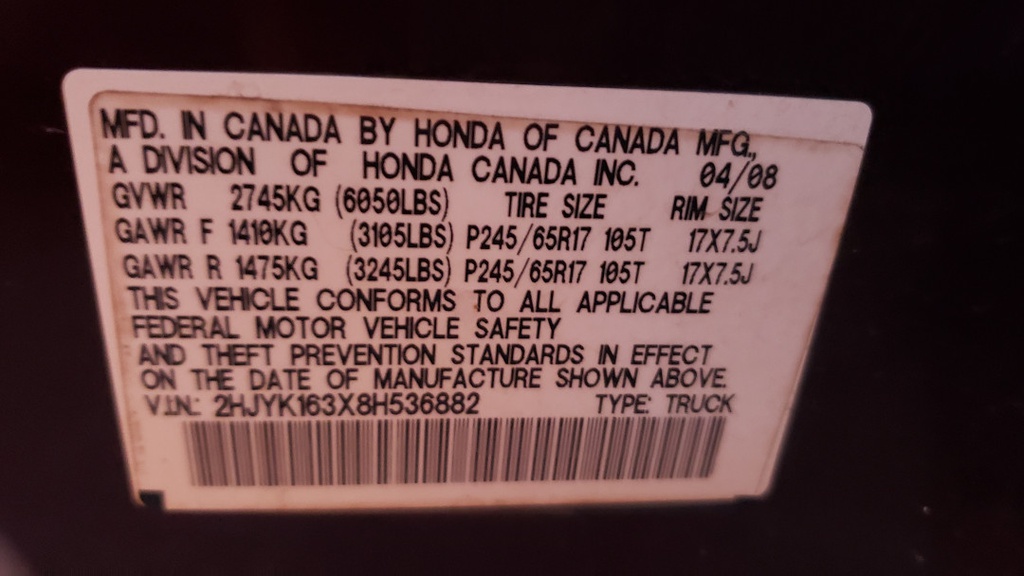 MFD. IN CANADA BY HONDA OF CANADA MFG.,
A DIVISION OF HONDA CANADA INC. 04/08
GVWR 2745KG (6050LBS) TIRE SIZE RIM SIZE
GAWR F 1410KG (3105LBS) P245/65R17 105T 17X7.5J
GAWR R 1475KG (3245LBS) P245/65R17 105T 17X7.5J
THIS VEHICLE CONFORMS TO ALL APPLICABLE
FEDERAL MOTOR VEHICLE SAFETY
AND THEFT PREVENTION STANDARDS IN EFFECT
ON THE DATE OF MANUFACTURE SHOWN ABOVE.
V.I.N.: 2HJYK163X8H536882 TYPE: TRUCK